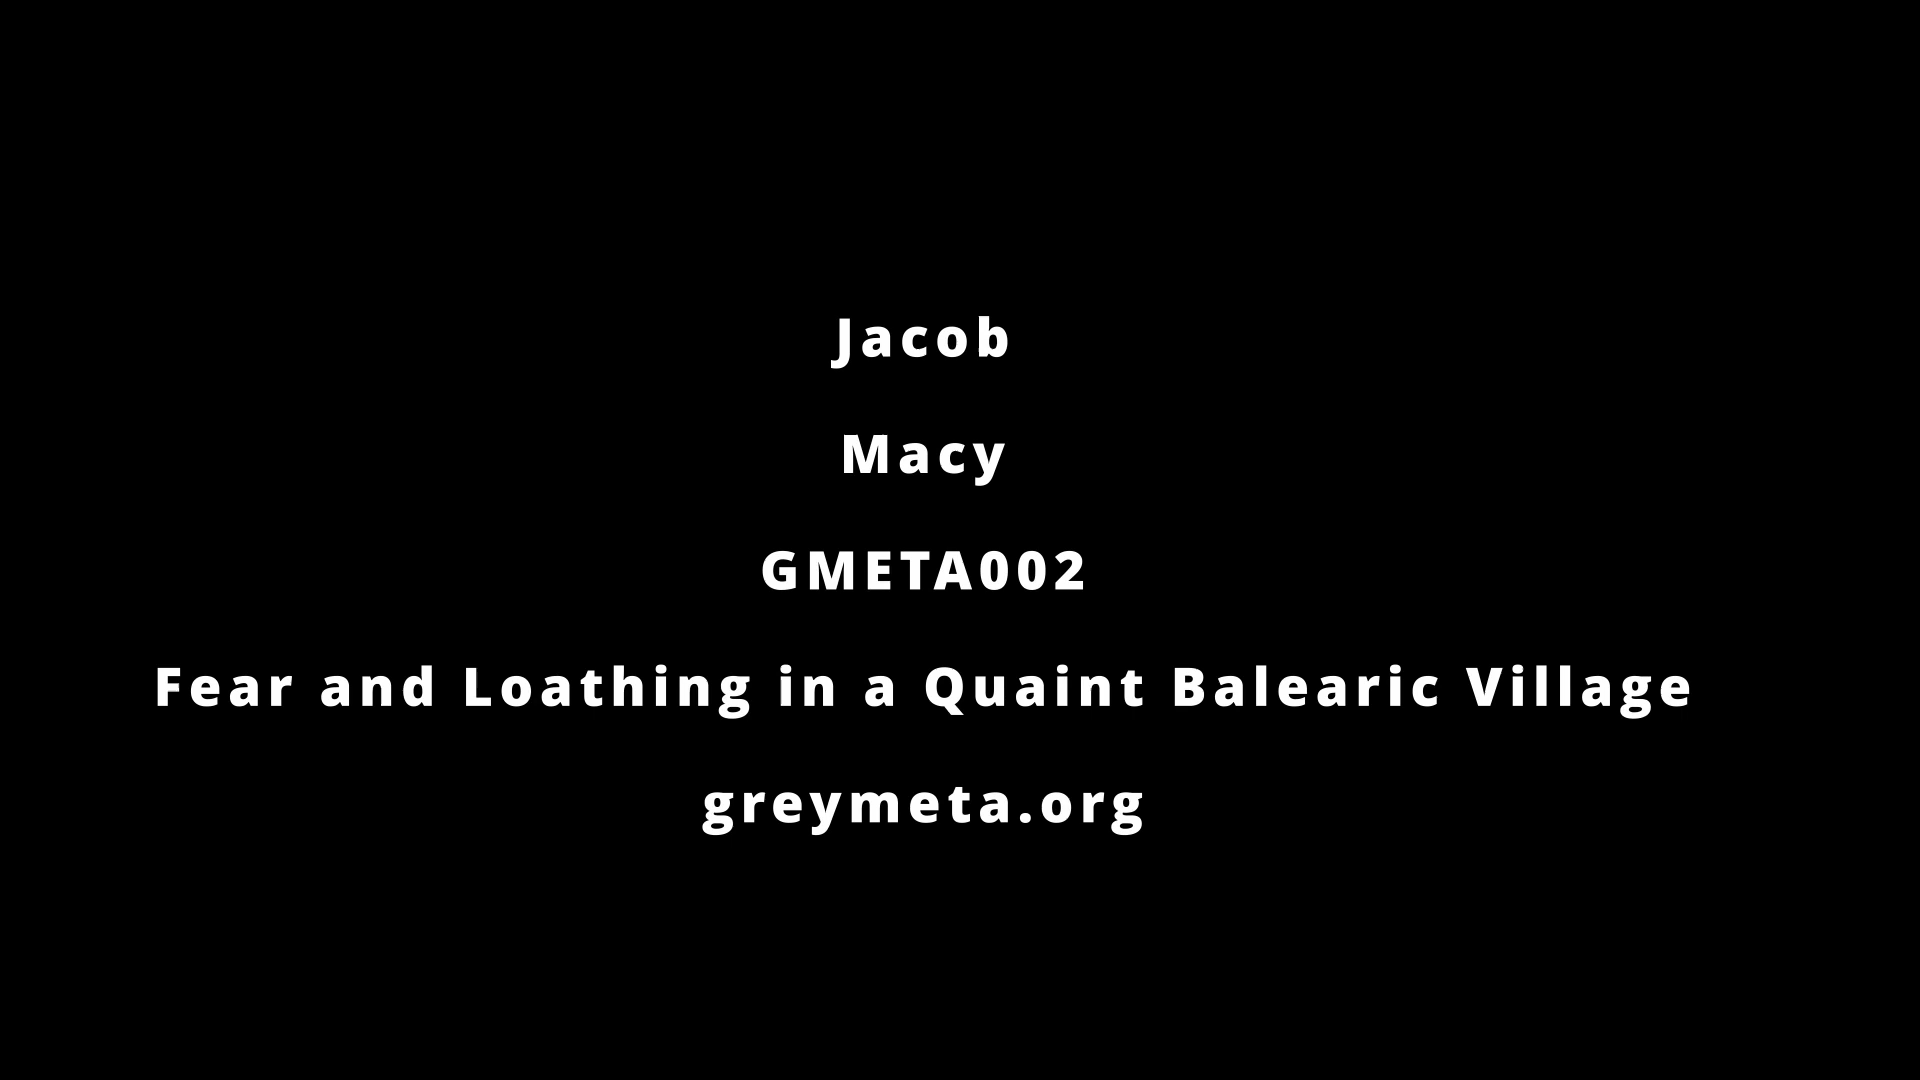 Jacob
Macy
GMETA002
Fear and Loathing in a Quaint Balearic Village
greymeta.org